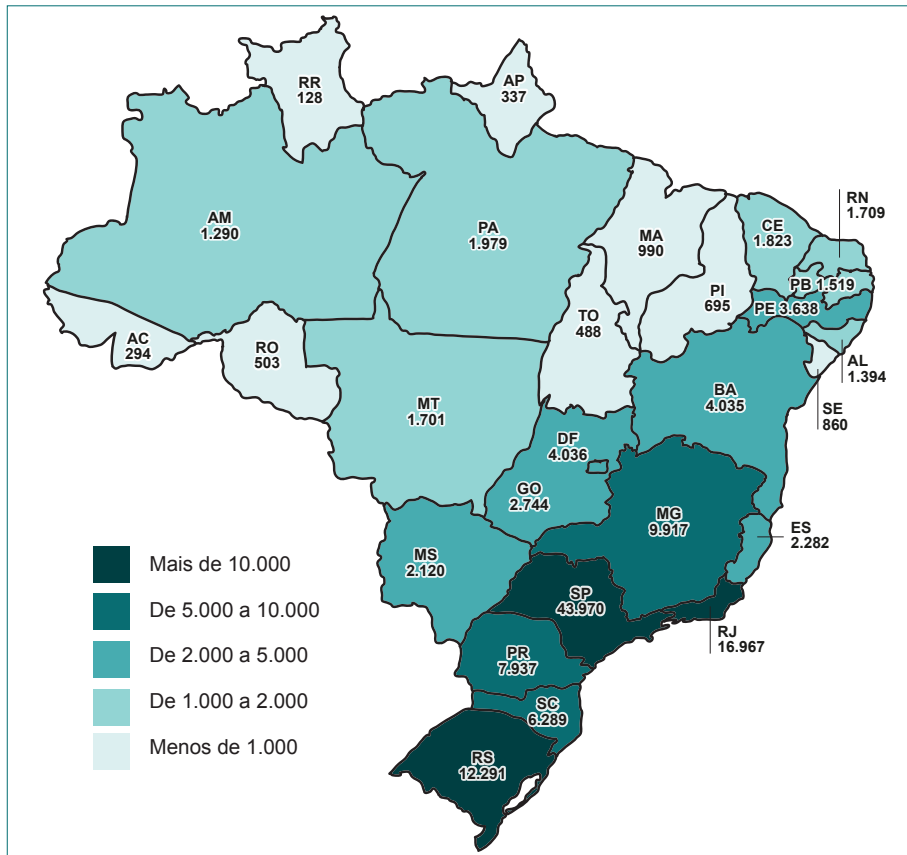 RR
128
AP
337
AM
1.290
PA
1.979
MA
990
CE
1.823
RN
1.709
PI
695
PB 1.519
PE 3.638
TO
488
AC
294
RO
503
AL
1.394
SE
860
BA
4.035
MT
1.701
DF
4.036
GO
2.744
MG
9.917
ES
2.282
MS
2.120
SP
43.970
RJ
16.967
PR
7.937
SC
6.289
RS
12.291
Mais de 10.000
De 5.000 a 10.000
De 2.000 a 5.000
De 1.000 a 2.000
Menos de 1.000